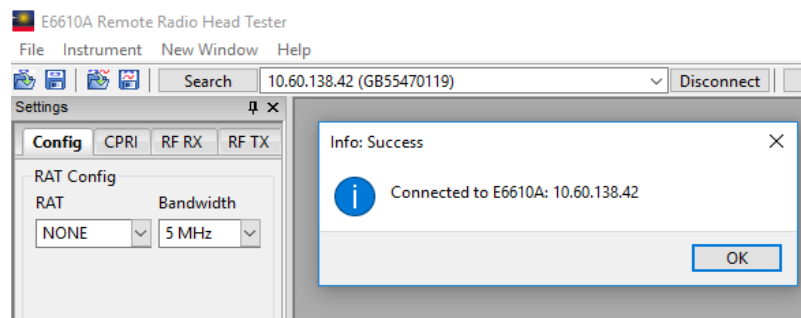 E6610A Remote Radio Head Tester
File Instrument New Window Help
Search 10.60.138.42 (GB55470119) Disconnect
Settings
Config CPRI RF RX RF TX
RAT Config
RAT Bandwidth
NONE 5 MHz
Info: Success
Connected to E6610A: 10.60.138.42
OK